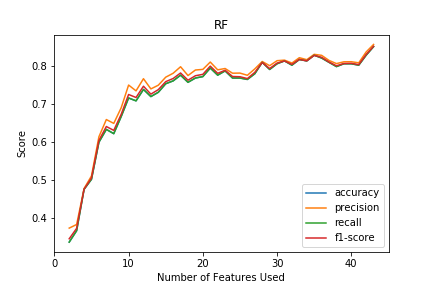 RF
Score
0.8
0.7
0.6
0.5
0.4
accuracy
precision
recall
f1-score
0 10 20 30 40
Number of Features Used